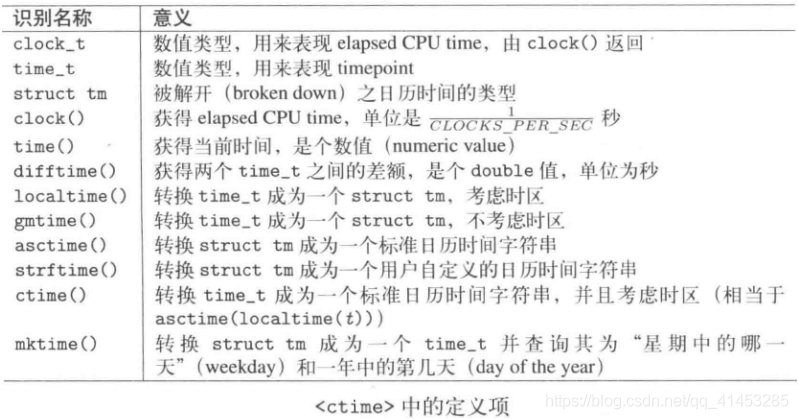 识别名称 意义
clock_t 数值类型，用来表现 elapsed CPU time，由 clock() 返回
time_t 数值类型，用来表现 timepoint
struct tm 被解开（broken down）之日历时间的类型
clock() 获得 elapsed CPU time，单位是 1/CLOCKS_PER_SEC 秒
time() 获得当前时间，是个数值（numeric value）
difftime() 获得两个 time_t 之间的差额，是个 double 值，单位为秒
localtime() 转换 time_t 成为一个 struct tm，考虑时区
gmtime() 转换 time_t 成为一个 struct tm，不考虑时区
asctime() 转换 struct tm 成为一个标准日历时间字符串
strftime() 转换 struct tm 成为一个用户自定义的日历时间字符串
ctime() 转换 time_t 成为一个标准日历时间字符串，并且考虑时区（相当于
asctime(localtime(t))）
mktime() 转换 struct tm 成为一个 time_t 并查询其为“星期中的哪一
天”（weekday）和一年中的第几天（day of the year）
https://blog.csdn.net/qq_41453285
<ctime> 中的定义项